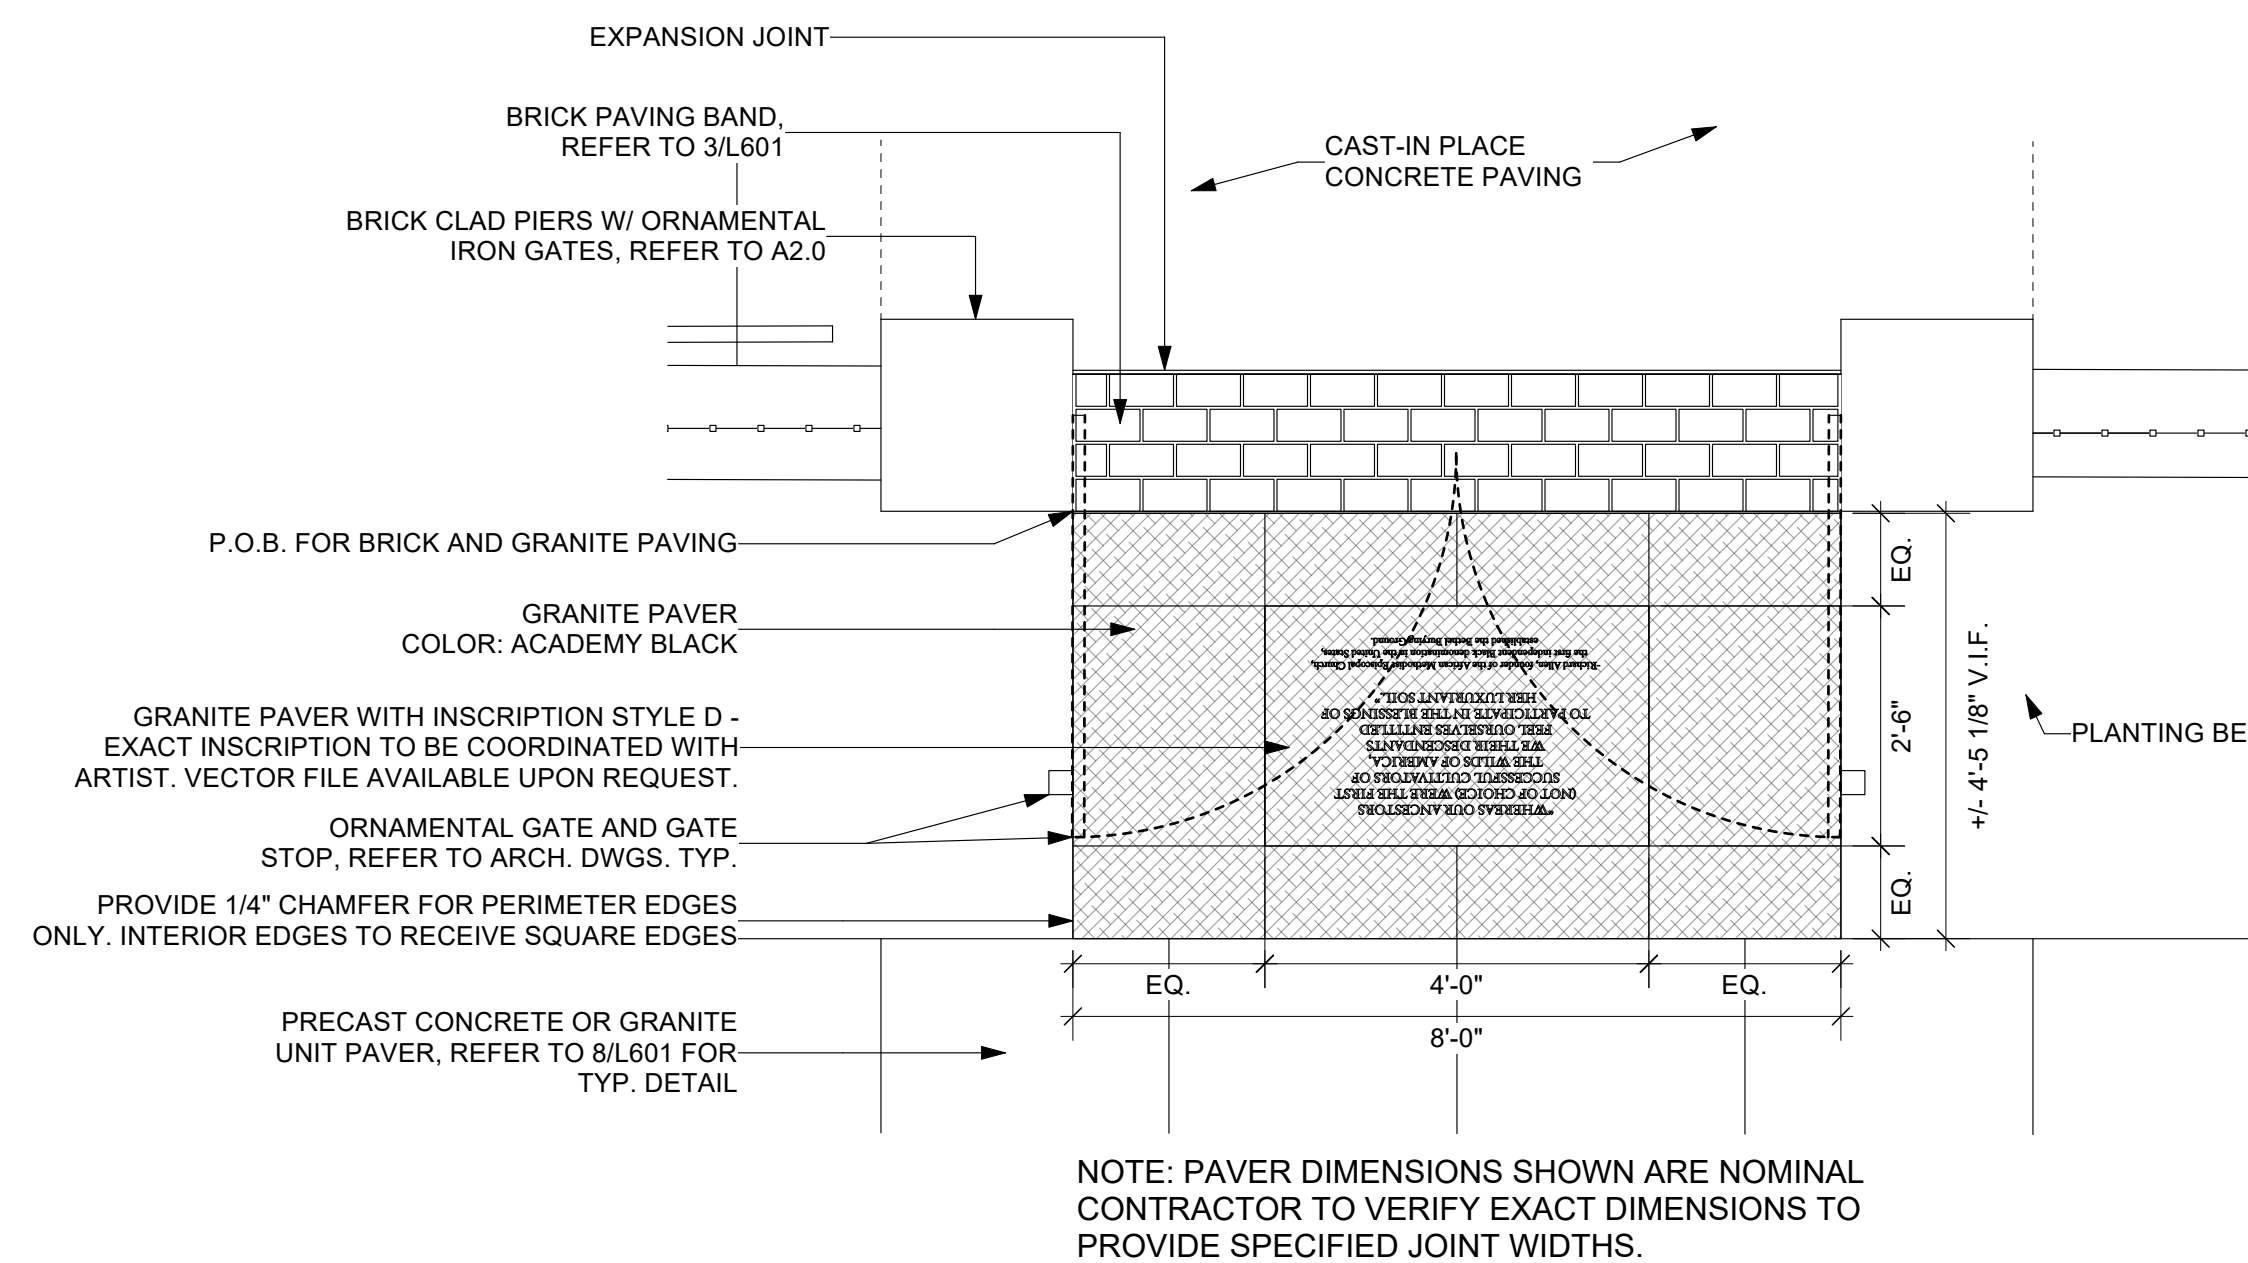 EXPANSION JOINT
BRICK PAVING BAND,
REFER TO 3/L601
CAST-IN PLACE
CONCRETE PAVING
BRICK CLAD PIERS W/ ORNAMENTAL
IRON GATES, REFER TO A2.0
P.O.B. FOR BRICK AND GRANITE PAVING
GRANITE PAVER
COLOR: ACADEMY BLACK
GRANITE PAVER WITH INSCRIPTION STYLE D -
EXACT INSCRIPTION TO BE COORDINATED WITH
ARTIST. VECTOR FILE AVAILABLE UPON REQUEST.
ORNAMENTAL GATE AND GATE
STOP, REFER TO ARCH. DWGS. TYP.
PROVIDE 1/4" CHAMFER FOR PERIMETER EDGES
ONLY. INTERIOR EDGES TO RECEIVE SQUARE EDGES
PRECAST CONCRETE OR GRANITE
UNIT PAVER, REFER TO 8/L601 FOR
TYP. DETAIL
"WHEREAS OUR ANCESTORS
(NOT OF CHOICE) WERE THE FIRST
SUCCESSFUL CULTIVATORS OF
THE WILDS OF AMERICA,
WE THEIR DESCENDANTS
FEEL OURSELVES ENTITLED
TO PARTICIPATE IN THE BLESSINGS OF
HER LUXURIANT SOIL."
-Richard Allen, founder of the African Methodist Episcopal Church,
the first independent Black denomination in the United States,
established the Bethel Burying Ground.
EQ.
2'-6"
EQ.
+/- 4'-5 1/8" V.I.F.
PLANTING BE
EQ.
4'-0"
EQ.
8'-0"
NOTE: PAVER DIMENSIONS SHOWN ARE NOMINAL
CONTRACTOR TO VERIFY EXACT DIMENSIONS TO
PROVIDE SPECIFIED JOINT WIDTHS.